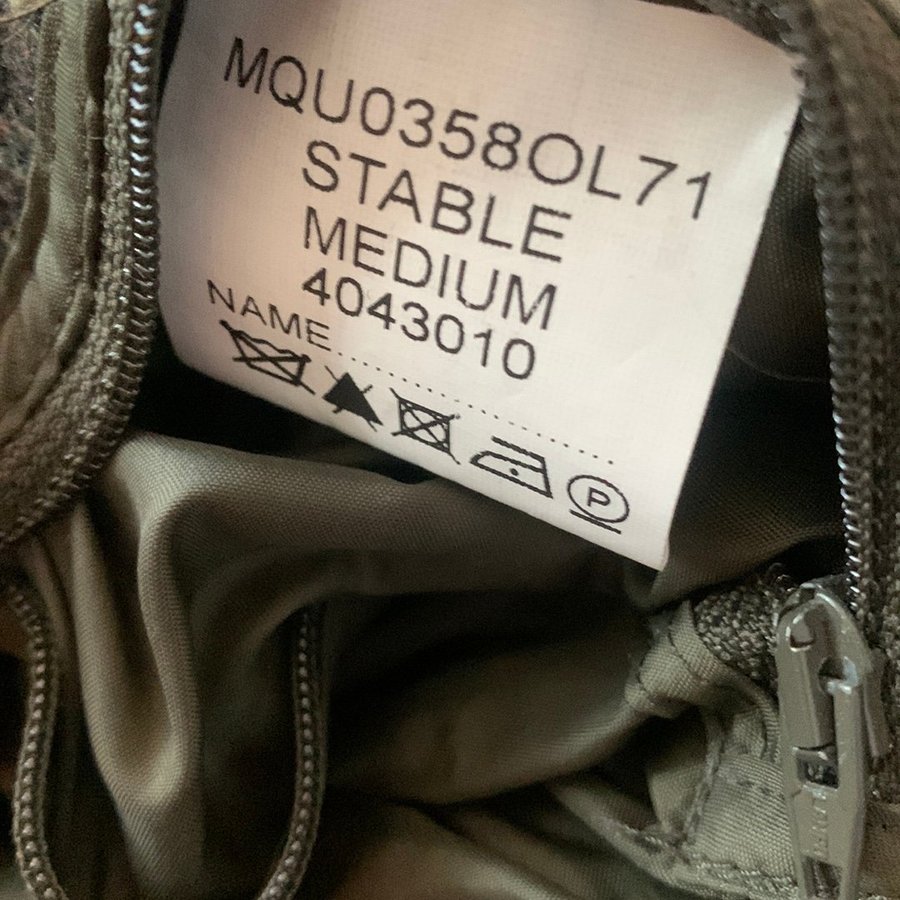 MQU0358OL71
STABLE
MEDIUM
4043010
NAME..............................
P